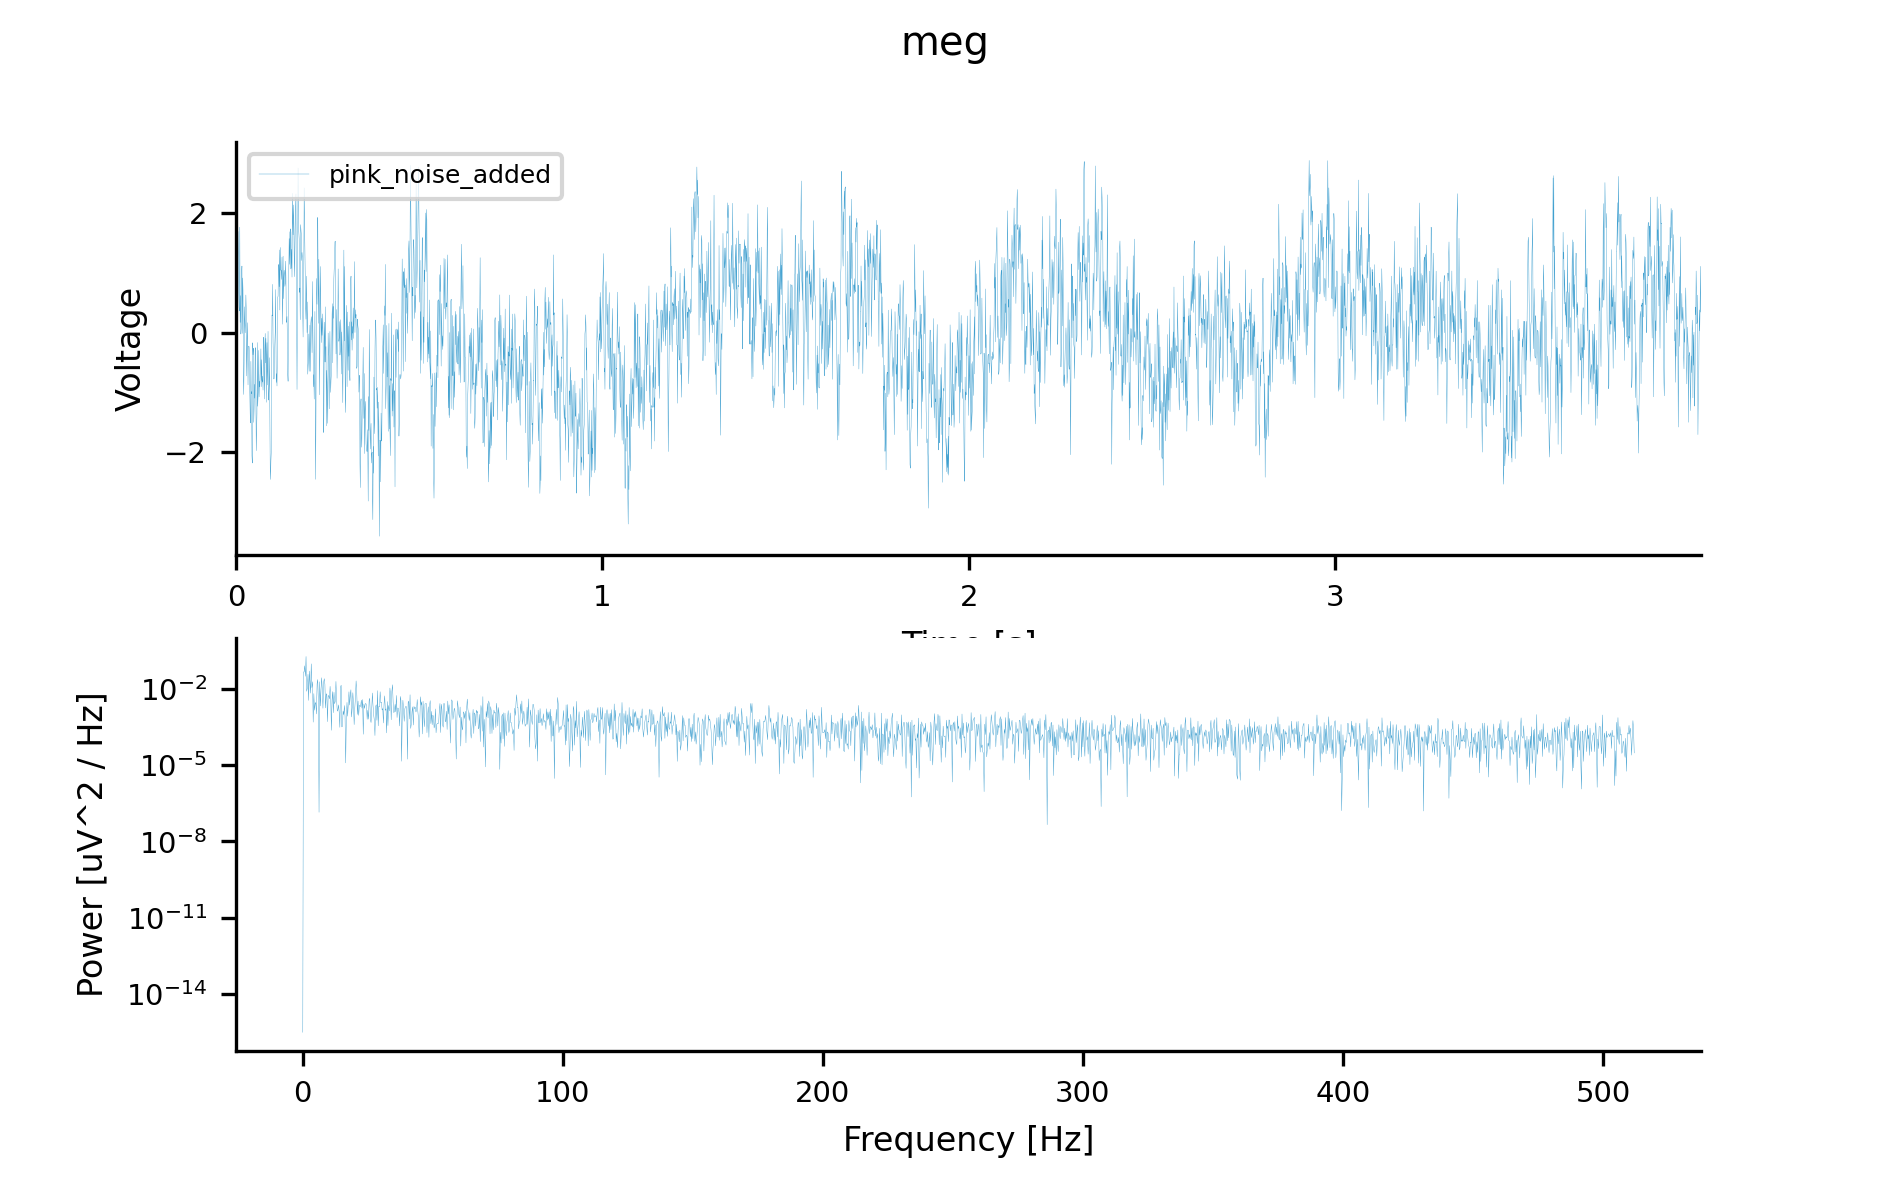 meg
pink_noise_added
Voltage
2
0
−2
0 1 2 3
Time [s]
Power [uV^2 / Hz]
10^−2
10^−5
10^−8
10^−11
10^−14
0 100 200 300 400 500
Frequency [Hz]